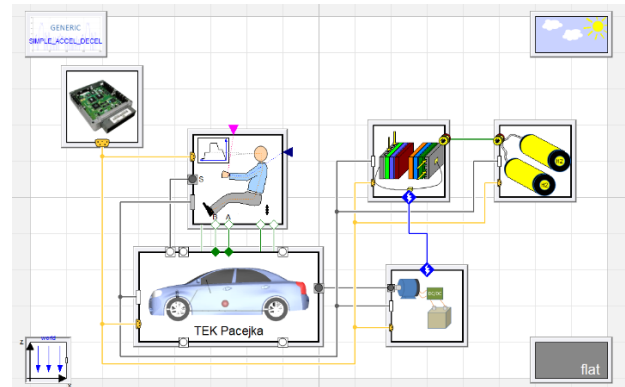 GENERIC
SIMPLE_ACCEL_DECEL
S
B
A
TEK Pacejka
world
z
x
flat